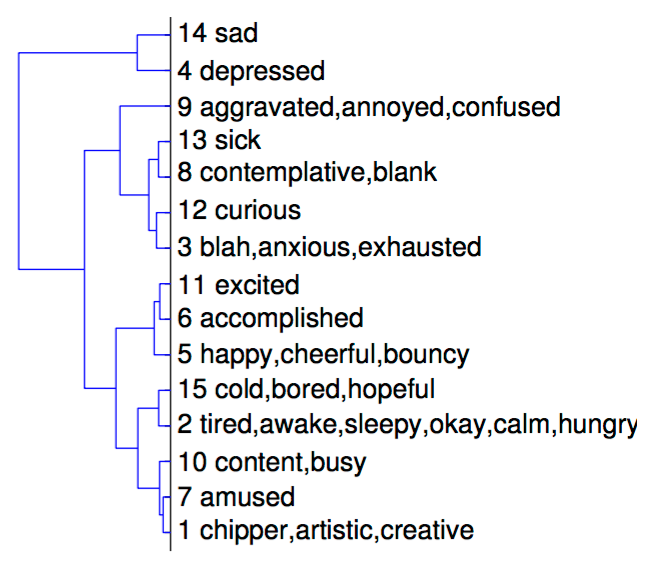 14 sad
4 depressed
9 aggravated,annoyed,confused
13 sick
8 contemplative,blank
12 curious
3 blah,anxious,exhausted
11 excited
6 accomplished
5 happy,cheerful,bouncy
15 cold,bored,hopeful
2 tired,awake,sleepy,okay,calm,hungry
10 content,busy
7 amused
1 chipper,artistic,creative